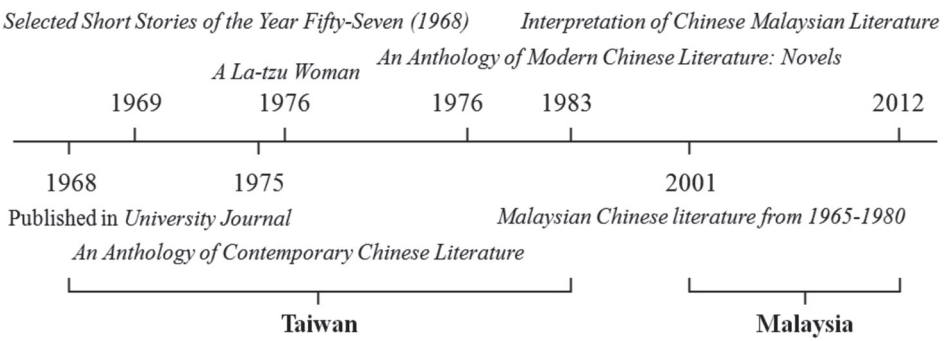 Selected Short Stories of the Year Fifty-Seven (1968) Interpretation of Chinese Malaysian Literature
A La-tzu Woman An Anthology of Modern Chinese Literature: Novels
1969 1976 1976 1983 2012
1968 1975 2001
Published in University Journal Malaysian Chinese literature from 1965-1980
An Anthology of Contemporary Chinese Literature
Taiwan Malaysia